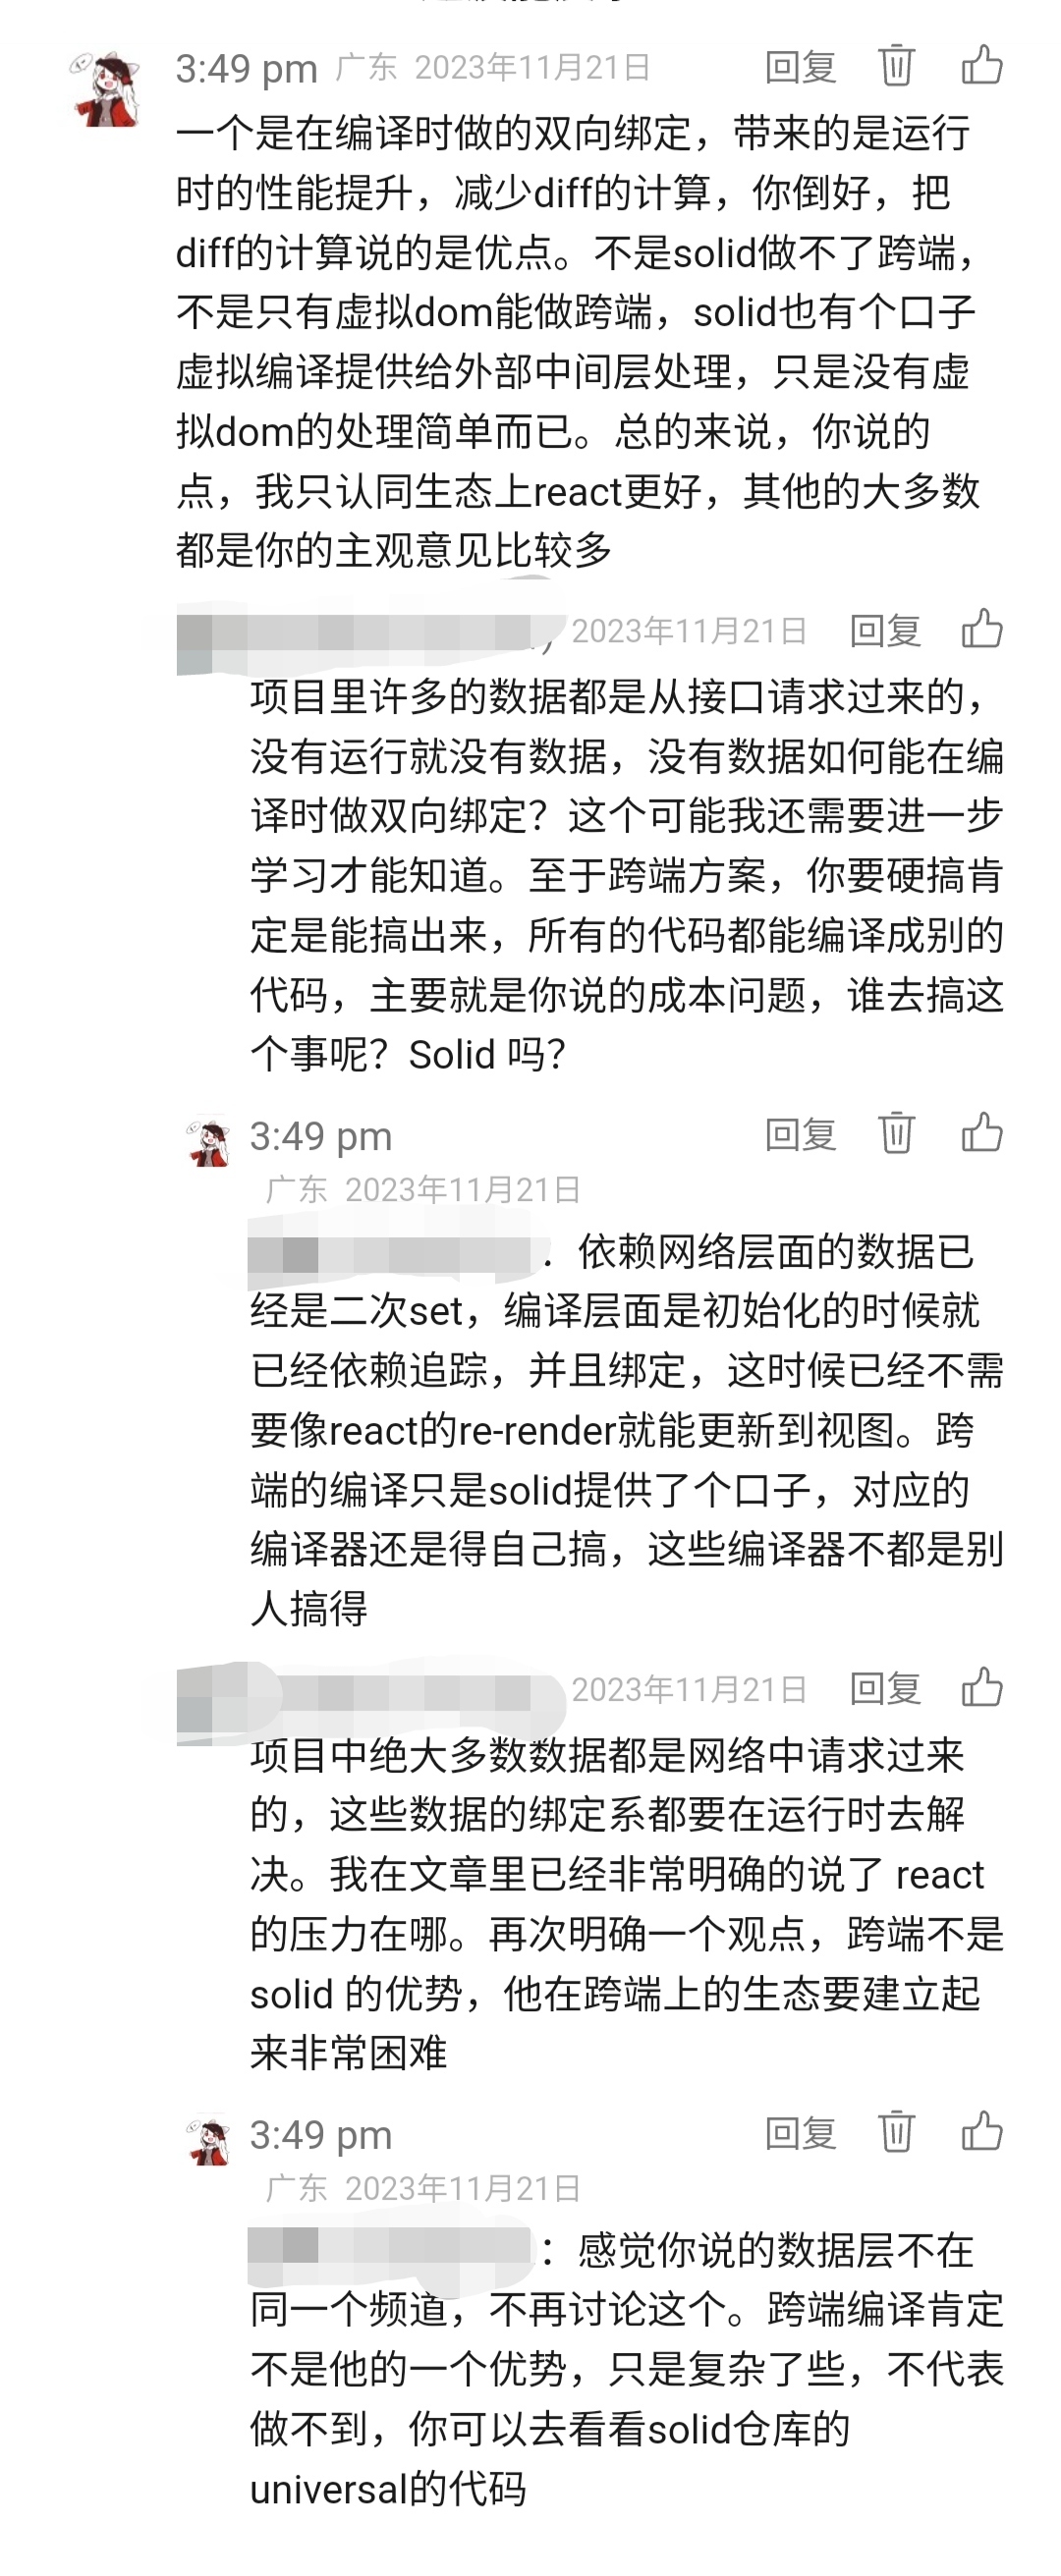 3:49 pm 广东 2023年11月21日 回复
一个是在编译时做的双向绑定，带来的是运行
时的性能提升，减少diff的计算，你倒好，把
diff的计算说的是优点。不是solid做不了跨端，
不是只有虚拟dom能做跨端，solid也有个口子
虚拟编译提供给外部中间层处理，只是没有虚
拟dom的处理简单而已。总的来说，你说的
点，我只认同生态上react更好，其他的大多数
都是你的主观意见比较多
2023年11月21日 回复
项目里许多的数据都是从接口请求过来的，
没有运行就没有数据，没有数据如何能在编
译时做双向绑定？这个可能我还需要进一步
学习才能知道。至于跨端方案，你要硬搞肯
定是能搞出来，所有的代码都能编译成别的
代码，主要就是你说的成本问题，谁去搞这
个事呢？Solid 吗？
3:49 pm 回复
广东 2023年11月21日
依赖网络层面的数据已
经是二次set，编译层面是初始化的时候就
已经依赖追踪，并且绑定，这时候已经不需
要像react的re-render就能更新到视图。跨
端的编译只是solid提供了个口子，对应的
编译器还是得自己搞，这些编译器不都是别
人搞得
2023年11月21日 回复
项目中绝大多数数据都是网络中请求过来
的，这些数据的绑定系都要在运行时去解
决。我在文章里已经非常明确的说了 react
的压力在哪。再次明确一个观点，跨端不是
solid 的优势，他在跨端上的生态要建立起
来非常困难
3:49 pm 回复
广东 2023年11月21日
：感觉你说的数据层不在
同一个频道，不再讨论这个。跨端编译肯定
不是他的一个优势，只是复杂了些，不代表
做不到，你可以去看看solid仓库的
universal的代码